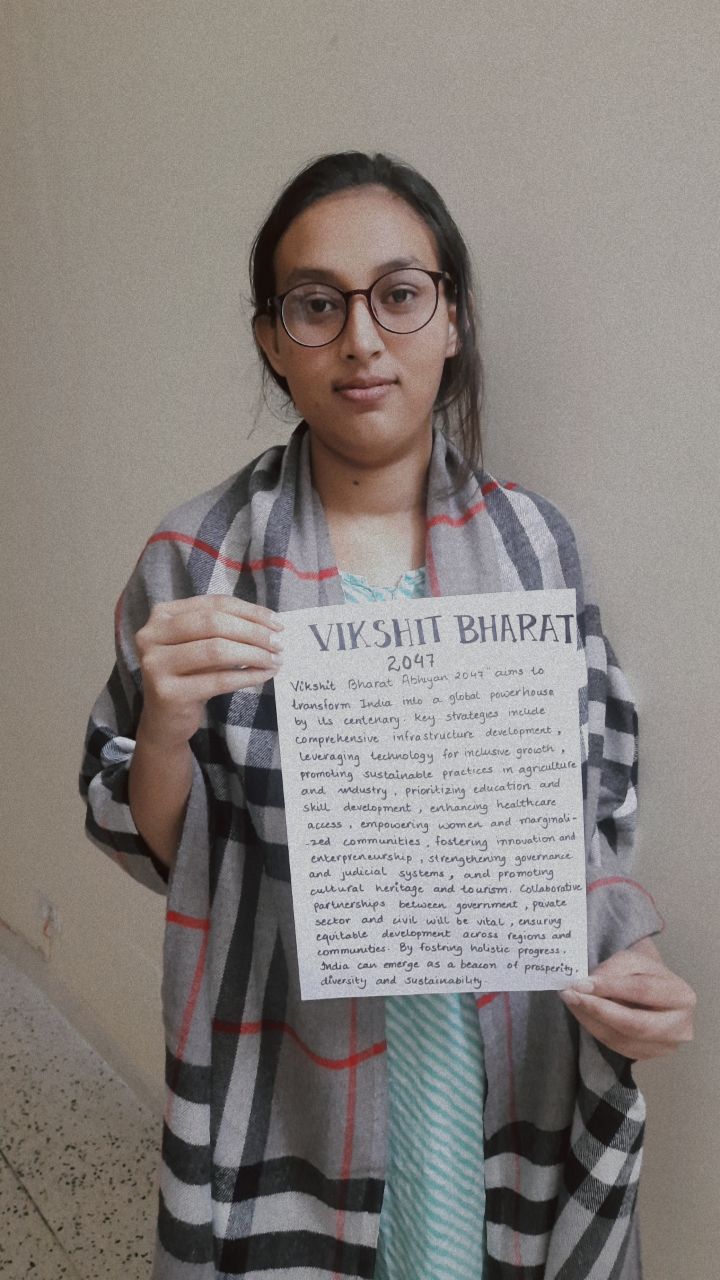 VIKSHIT BHARAT
2047
Vikshit Bharat Abhiyan 2047" aims to
transform India into a global powerhouse
by its centenary. Key strategies include
comprehensive infrastructure development,
leveraging technology for inclusive growth,
promoting sustainable practices in agriculture
and industry, prioritizing education and
skill development, enhancing healthcare
access, empowering women and marginali-
zed communities, fostering innovation and
enterpreneurship, strengthening governance
and judicial systems, and promoting
cultural heritage and tourism. Collaborative
partnerships between government, private
sector and civil will be vital, ensuring
equitable development across regions and
communities. By fostring holistic progress,
India can emerge as a beacon of prosperity,
diversity and sustainability.